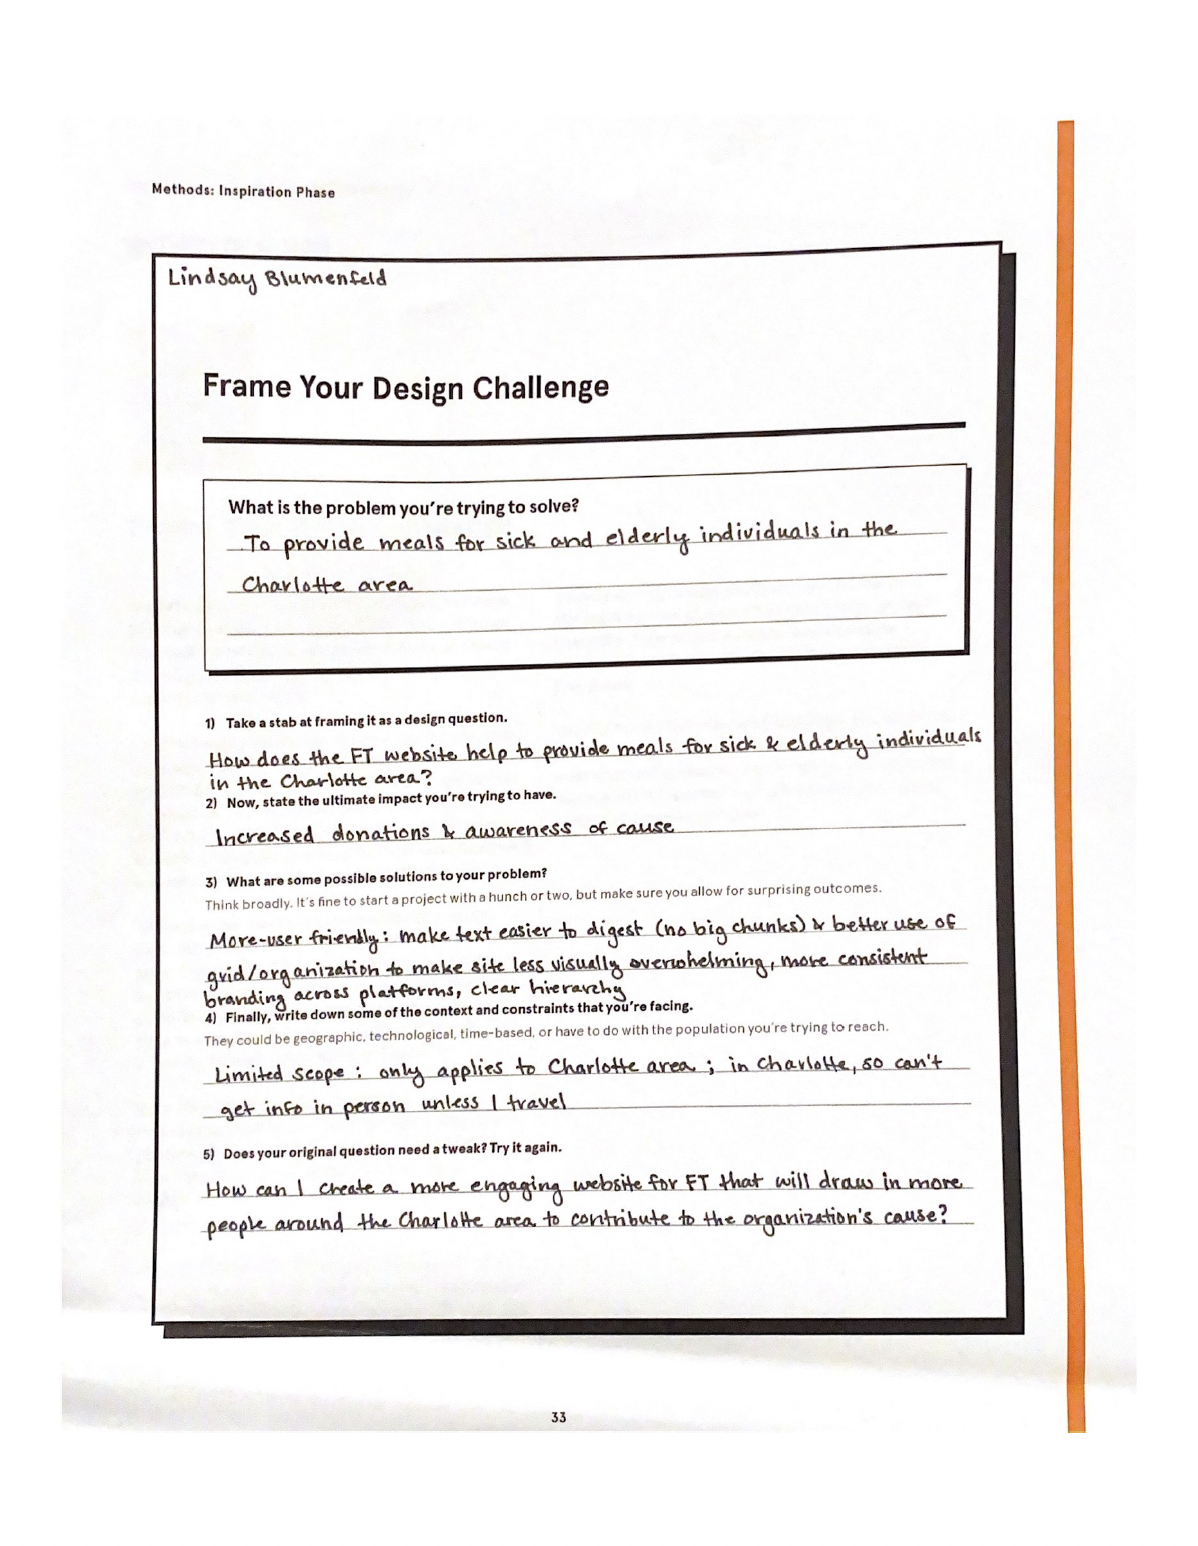 Methods: Inspiration Phase
Lindsay Blumenfeld
Frame Your Design Challenge
What is the problem you're trying to solve?
To provide meals for sick and elderly individuals in the
Charlotte area
1) Take a stab at framing it as a design question.
How does the FT website help to provide meals for sick & elderly individuals
in the Charlotte area?
2) Now, state the ultimate impact you're trying to have.
Increased donations & awareness of cause
3) What are some possible solutions to your problem?
Think broadly. It's fine to start a project with a hunch or two, but make sure you allow for surprising outcomes.
More-user friendly: make text easier to digest (no big chunks) & better use of
grid/organization to make site less visually overwhelming, more consistent
branding across platforms, clear hierarchy
4) Finally, write down some of the context and constraints that you're facing.
They could be geographic, technological, time-based, or have to do with the population you're trying to reach.
Limited scope: only applies to Charlotte area; in Charlotte, so can't
get info in person unless I travel
5) Does your original question need a tweak? Try it again.
How can I create a more engaging website for FT that will draw in more
people around the Charlotte area to contribute to the organization's cause?
33